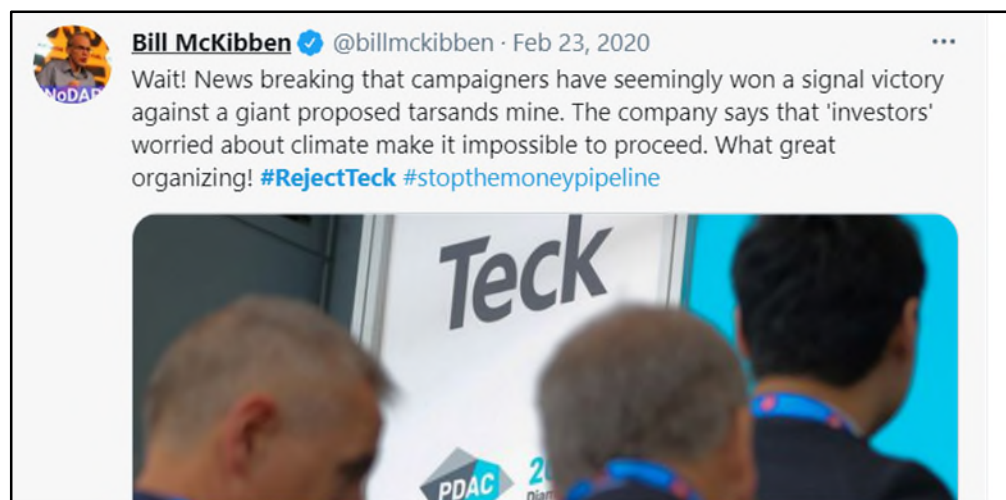 Bill McKibben @billmckibben · Feb 23, 2020
Wait! News breaking that campaigners have seemingly won a signal victory
against a giant proposed tarsands mine. The company says that 'investors'
worried about climate make it impossible to proceed. What great
organizing! #RejectTeck #stopthemoneypipeline
NoDAP
Teck
PDAC